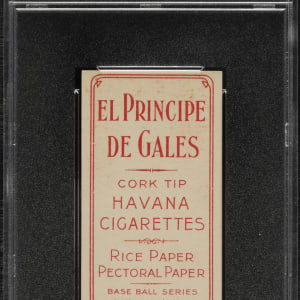 EL PRINCIPE
DE GALES
CORK TIP
HAVANA
CIGARETTES
RICE PAPER
PECTORAL PAPER
BASE BALL SERIES